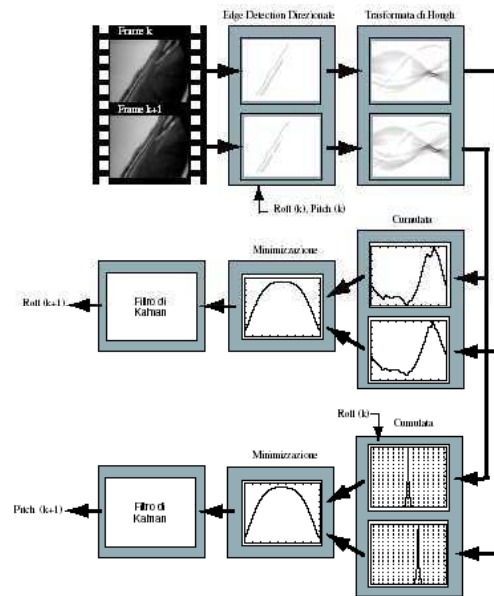 Edge Detection Direzionale
Trasformata di Hough
Frame k
Frame k+1
Roll (k), Pitch (k)
Cumulata
Minimizzazione
Filtro di
Kalman
Roll (k+1)
Roll (k)
Cumulata
Minimizzazione
Filtro di
Kalman
Pitch (k+1)